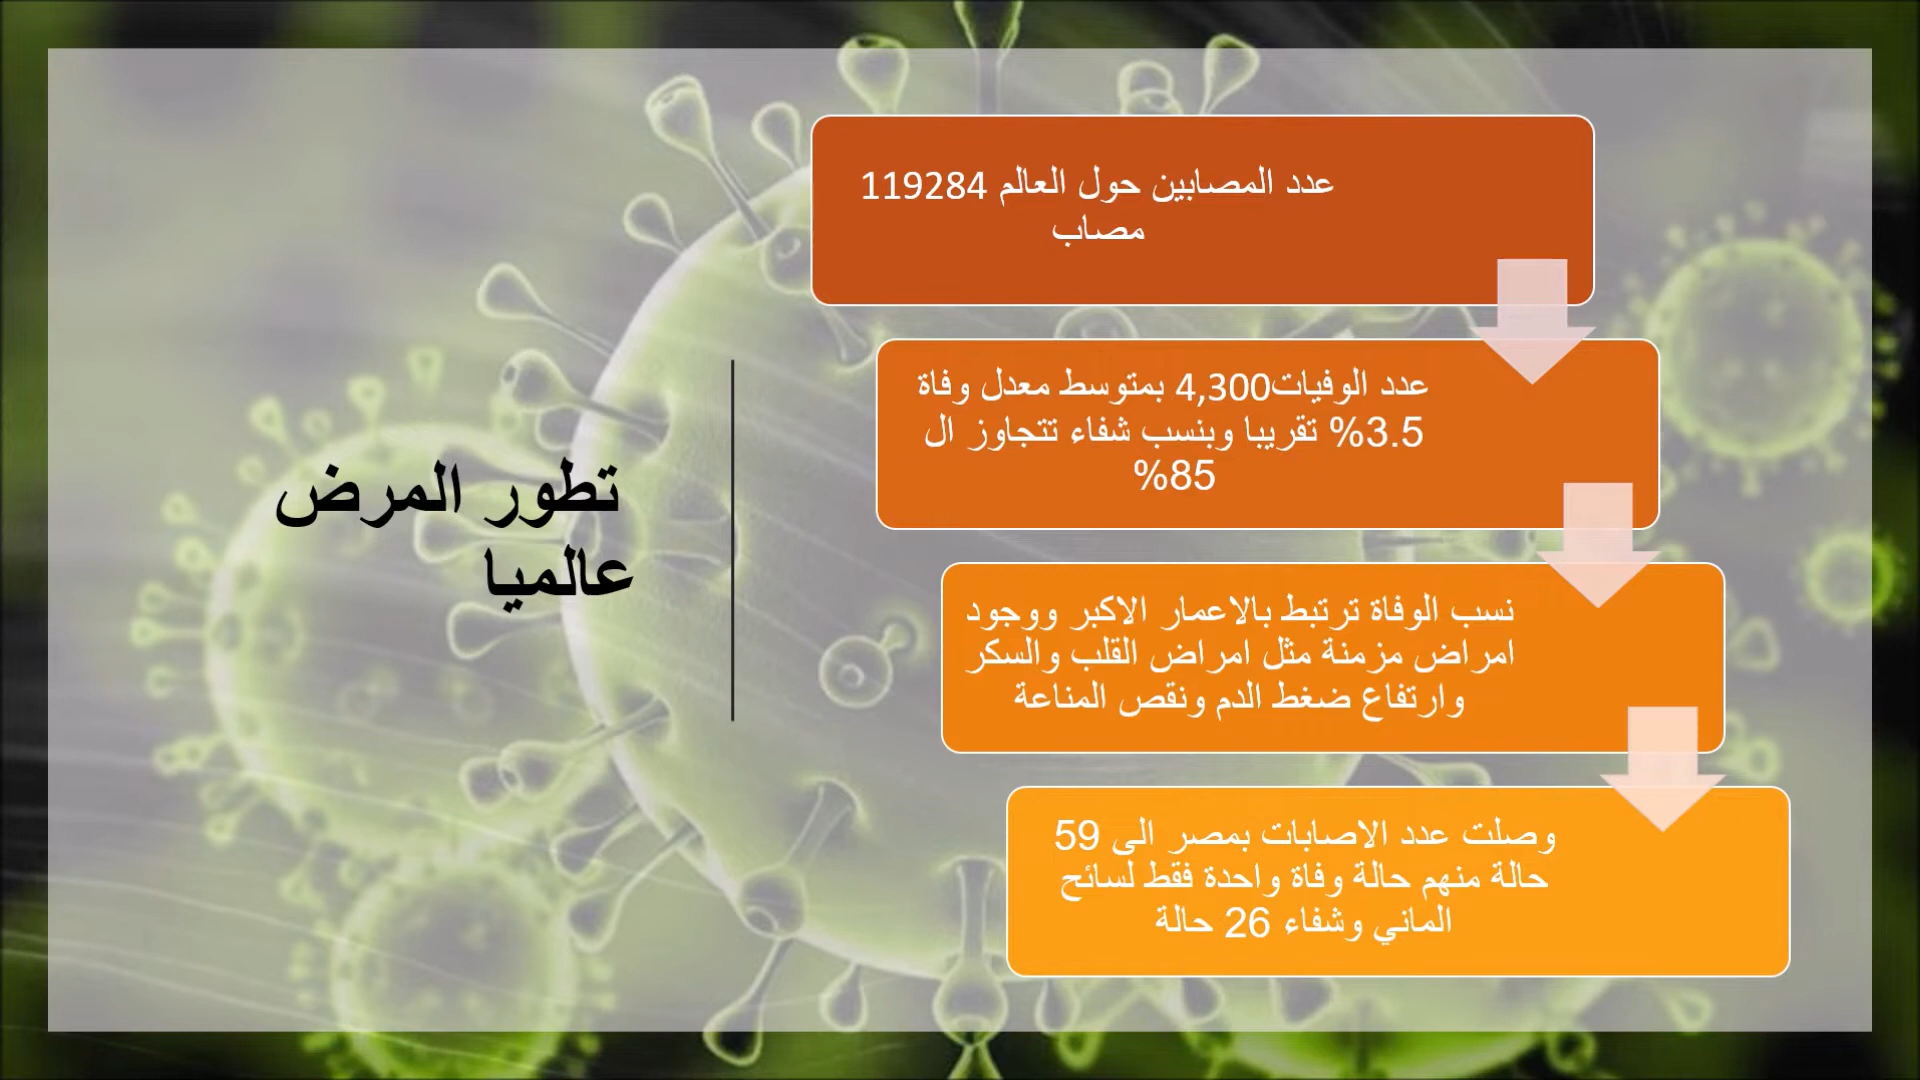 تطور المرض
عالميا
عدد المصابين حول العالم 119284
مصاب
عدد الوفيات4,300 بمتوسط معدل وفاة
3.5% تقريبا وبنسب شفاء تتجاوز ال
85%
نسب الوفاة ترتبط بالاعمار الاكبر ووجود
امراض مزمنة مثل امراض القلب والسكر
وارتفاع ضغط الدم ونقص المناعة
وصلت عدد الاصابات بمصر الى 59
حالة منهم حالة وفاة واحدة فقط لسائح
الماني وشفاء 26 حالة